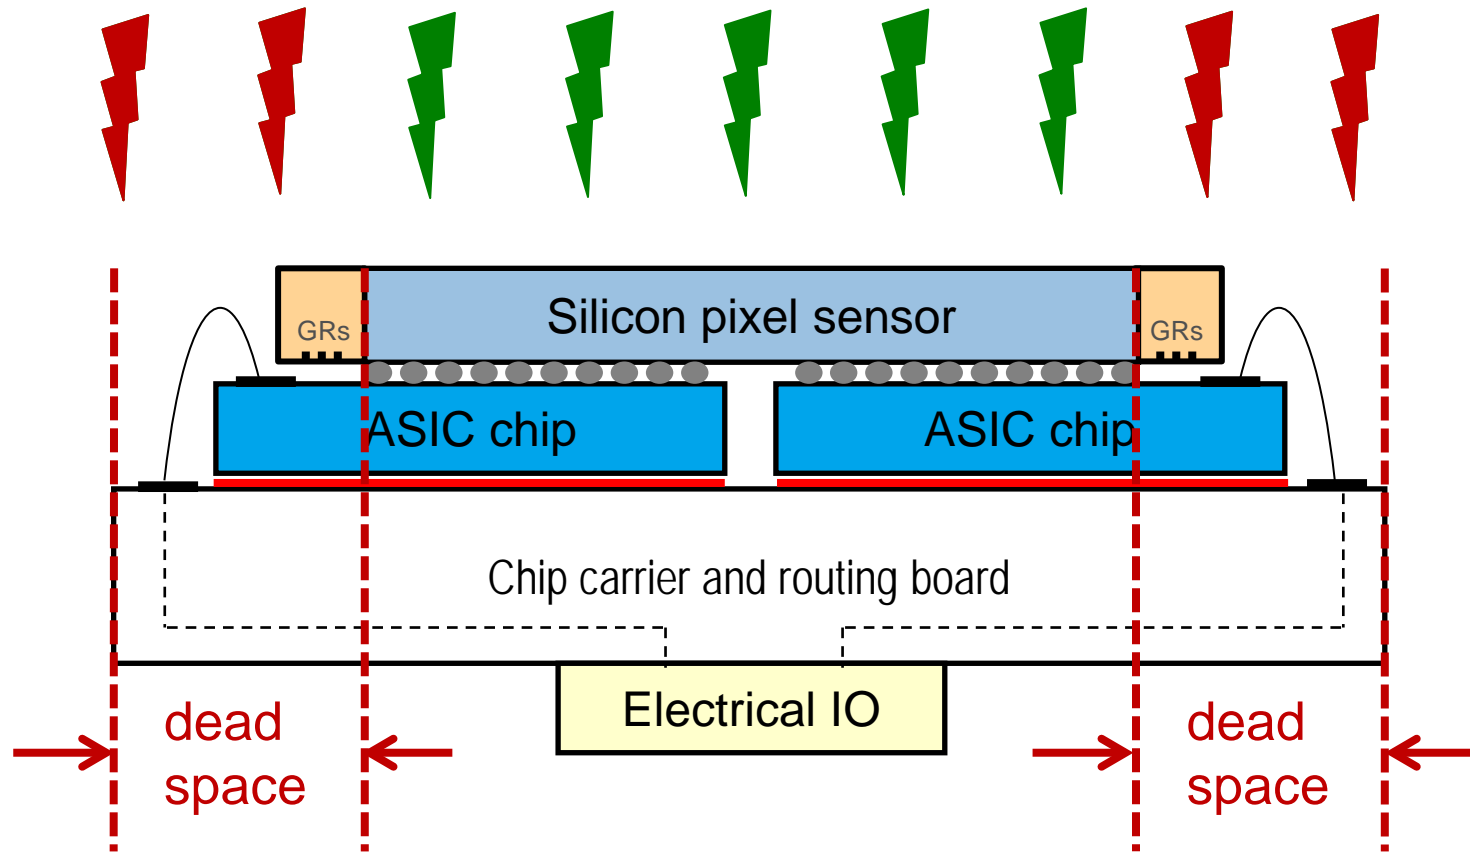 Silicon pixel sensor
GRs
GRs
ASIC chip
ASIC chip
Chip carrier and routing board
Electrical IO
dead
space
dead
space